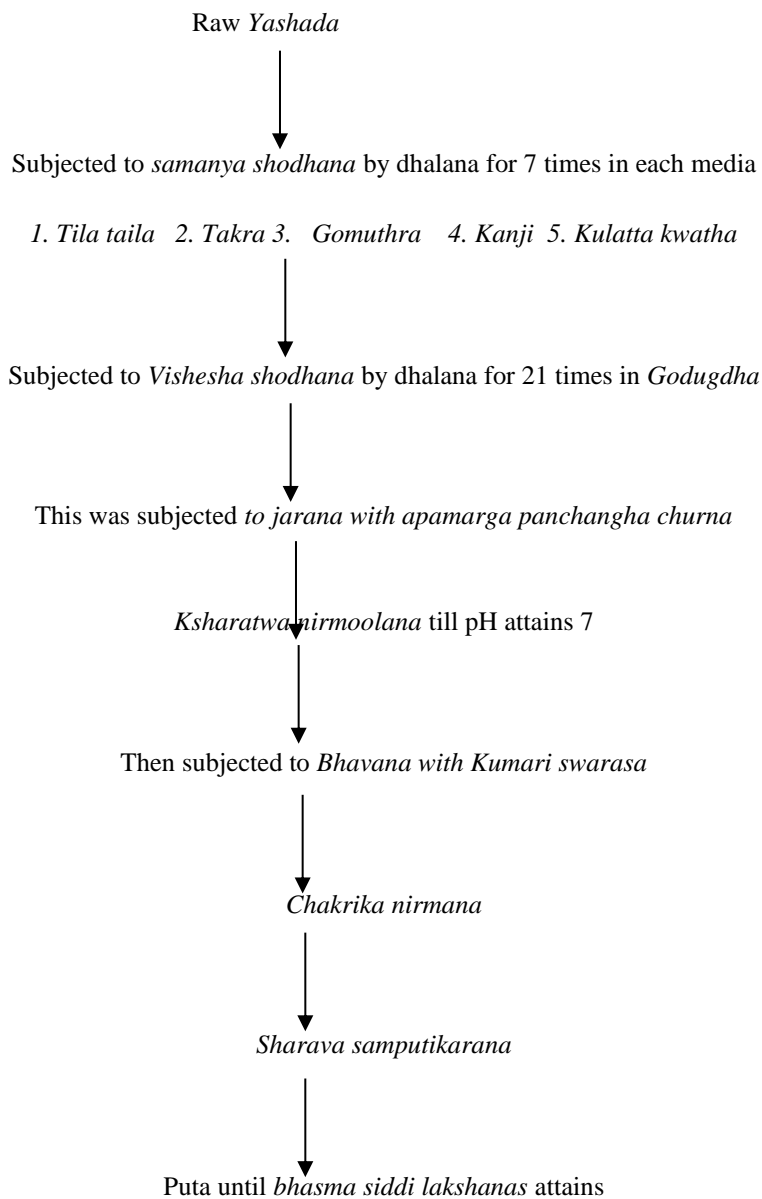 Raw Yashada
Subjected to samanya shodhana by dhalana for 7 times in each media
1. Tila taila 2. Takra 3. Gomuthra 4. Kanji 5. Kulatta kwatha
Subjected to Vishesha shodhana by dhalana for 21 times in Godugdha
This was subjected to jarana with apamarga panchangha churna
Ksharatwa nirmoolana till pH attains 7
Then subjected to Bhavana with Kumari swarasa
Chakrika nirmana
Sharava samputikarana
Puta until bhasma siddi lakshanas attains